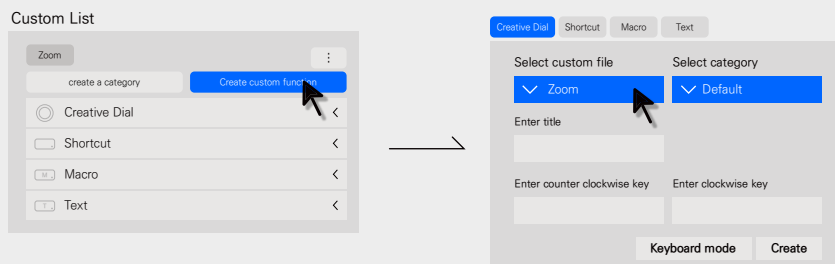 Custom List
Zoom
create a category
Create custom function
Creative Dial
Shortcut
M
Macro
T
Text
Creative Dial Shortcut Macro Text
Select custom file Select category
Zoom Default
Enter title
Enter counter clockwise key Enter clockwise key
Keyboard mode Create